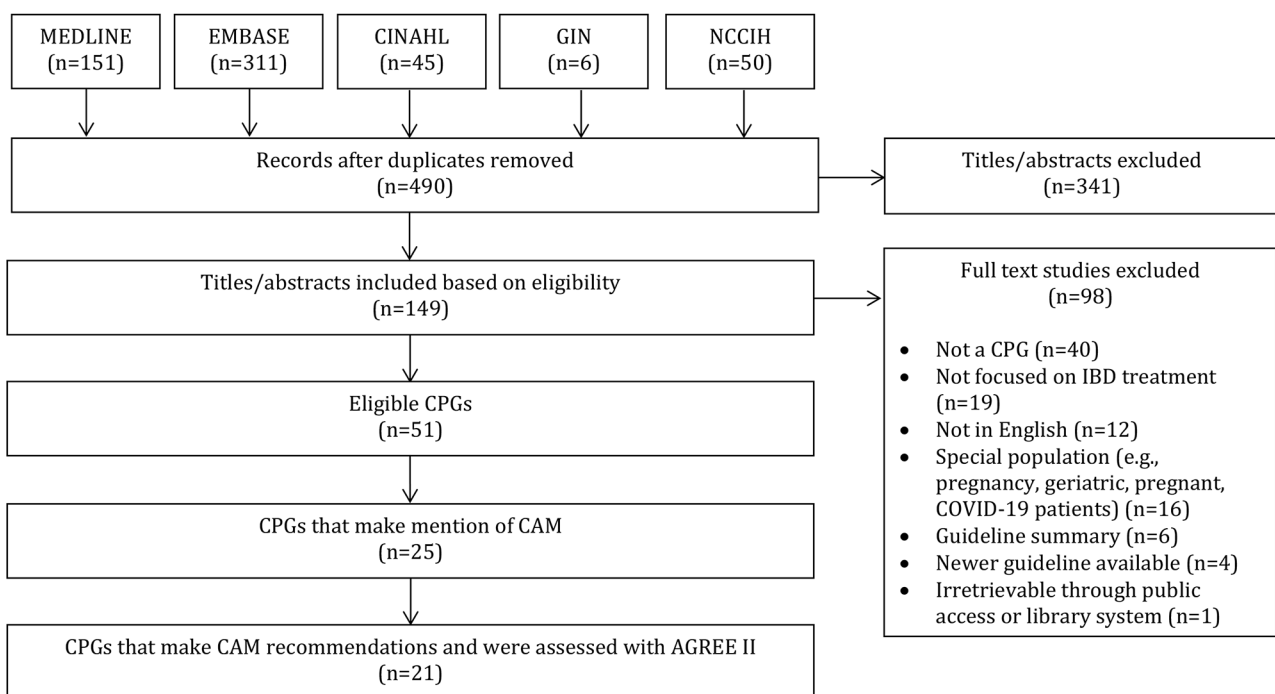 MEDLINE
(n=151)
EMBASE
(n=311)
CINAHL
(n=45)
GIN
(n=6)
NCCIH
(n=50)
Records after duplicates removed
(n=490)
Titles/abstracts excluded
(n=341)
Titles/abstracts included based on eligibility
(n=149)
Full text studies excluded
(n=98)
• Not a CPG (n=40)
• Not focused on IBD treatment
(n=19)
• Not in English (n=12)
• Special population (e.g.,
pregnancy, geriatric, pregnant,
COVID-19 patients) (n=16)
• Guideline summary (n=6)
• Newer guideline available (n=4)
• Irretrievable through public
access or library system (n=1)
Eligible CPGs
(n=51)
CPGs that make mention of CAM
(n=25)
CPGs that make CAM recommendations and were assessed with AGREE II
(n=21)